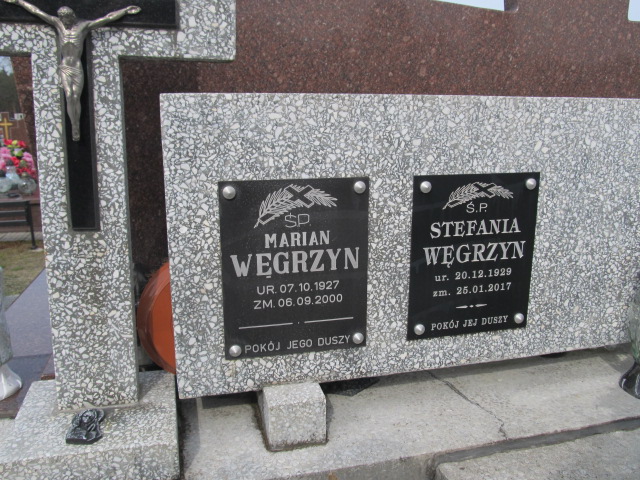 Ś.P.
MARIAN
WĘGRZYN
UR. 07.10.1927
ZM. 06.09.2000
POKÓJ JEGO DUSZY
Ś.P.
STEFANIA
WĘGRZYN
ur. 20.12.1929
zm. 25.01.2017
POKÓJ JEJ DUSZY